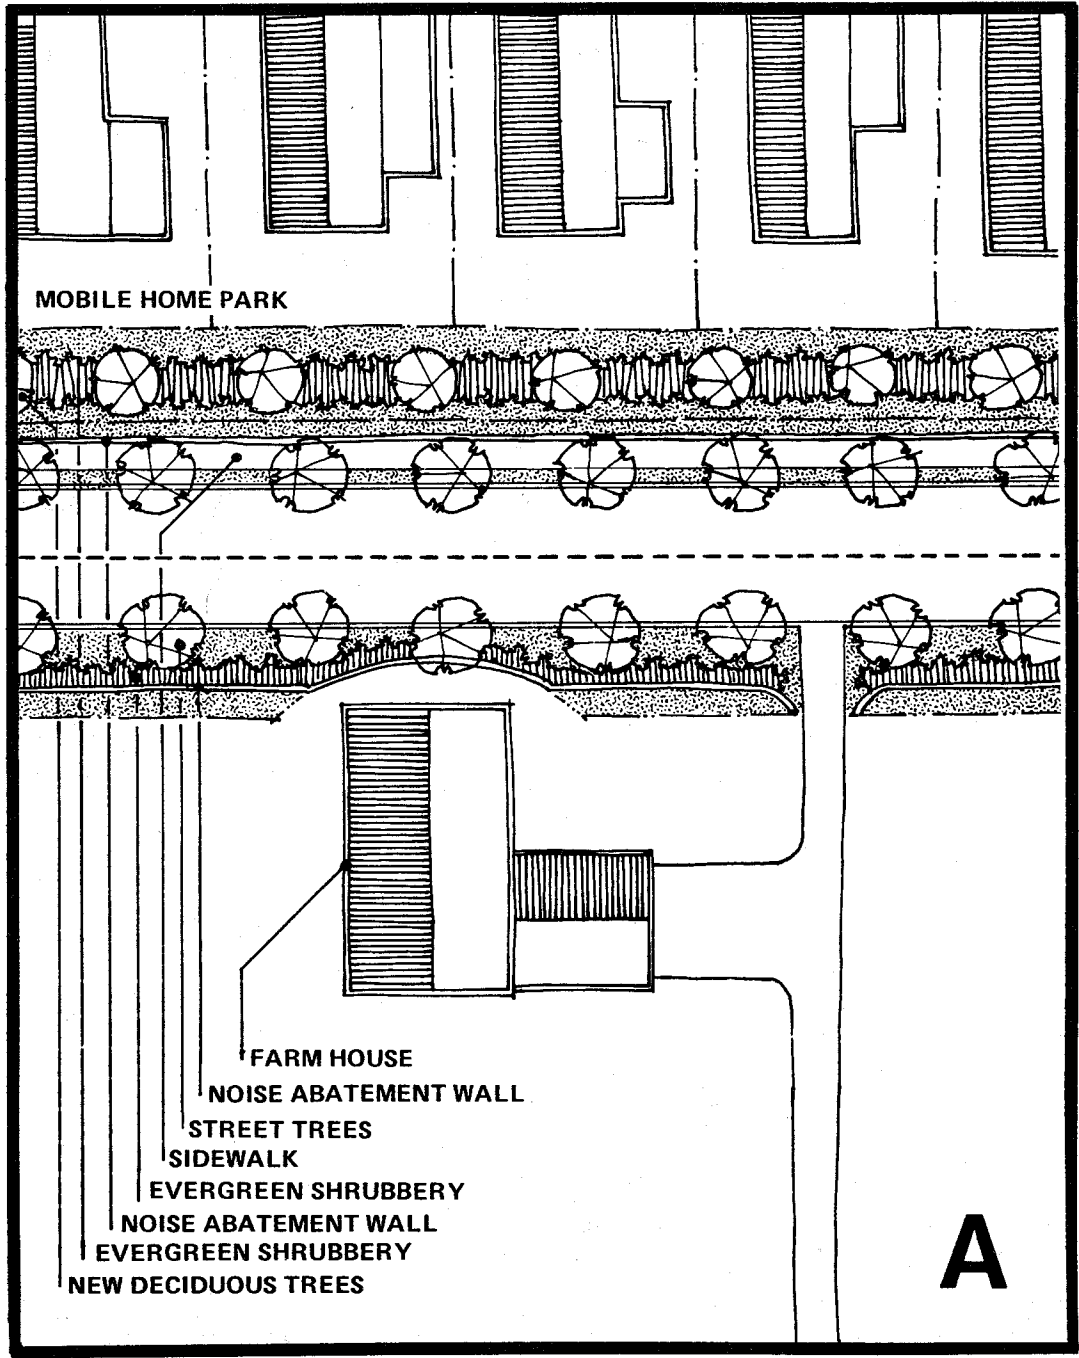 MOBILE HOME PARK
FARM HOUSE
NOISE ABATEMENT WALL
STREET TREES
SIDEWALK
EVERGREEN SHRUBBERY
NOISE ABATEMENT WALL
EVERGREEN SHRUBBERY
NEW DECIDUOUS TREES
A